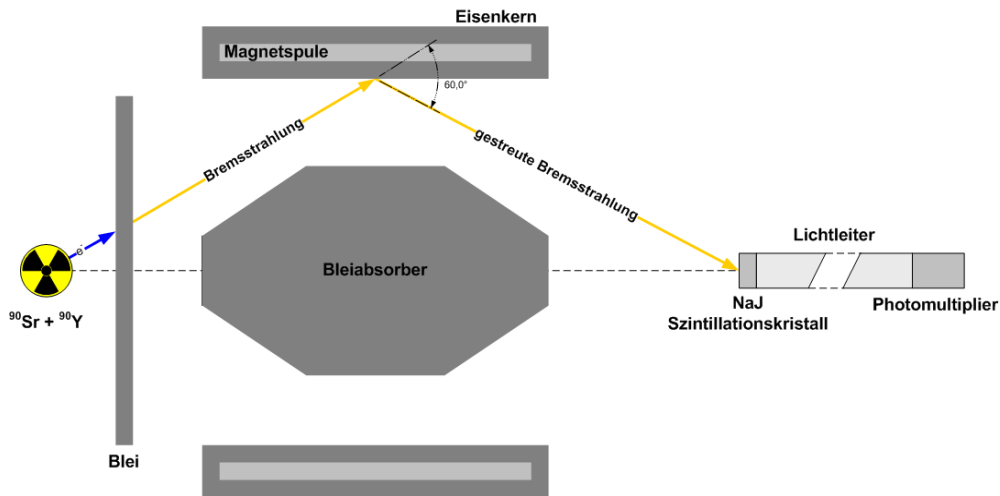 Eisenkern
Magnetspule
60,0°
Bremsstrahlung
gestreute Bremsstrahlung
e⁻
Bleiabsorber
Lichtleiter
⁹⁰Sr + ⁹⁰Y
NaJ
Szintillationskristall
Photomultiplier
Blei